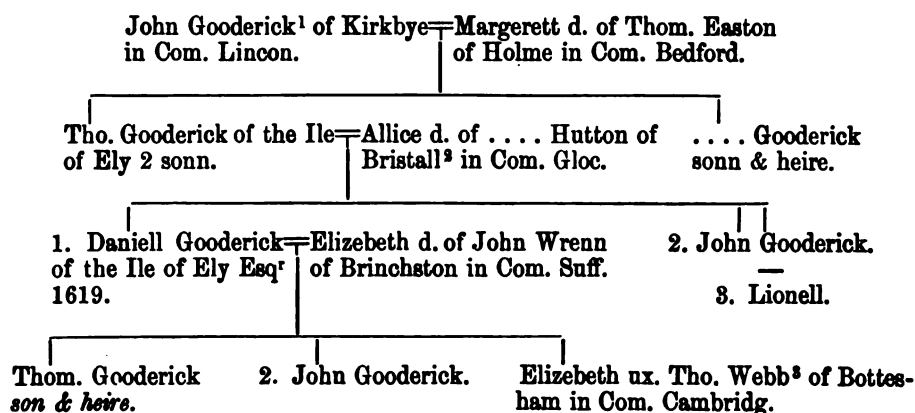 John Gooderick¹ of Kirkbye Margerett d. of Thom. Easton
in Com. Lincon. of Holme in Com. Bedford.
Tho. Gooderick of the Ile Allice d. of .... Hutton of .... Gooderick
of Ely 2 sonn. Bristall² in Com. Gloc. sonn & heire.
1. Daniell Gooderick Elizebeth d. of John Wrenn 2. John Gooderick.
of the Ile of Ely Esqʳ of Brinchston in Com. Suff.
1619. 3. Lionell.
Thom. Gooderick 2. John Gooderick. Elizebeth ux. Tho. Webb³ of Bottes-
son & heire. ham in Com. Cambridg.